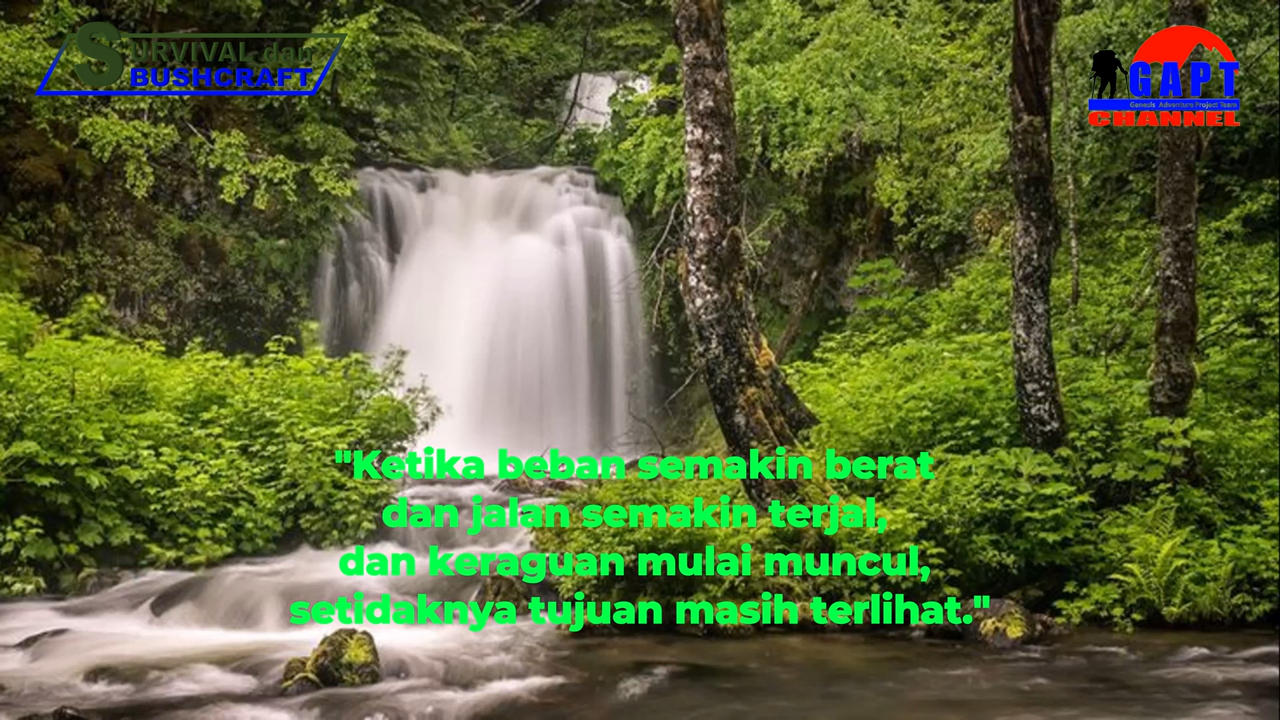 SURVIVAL dan
BUSHCRAFT
GAPT
Genesis Adventure Project Team
CHANNEL
"Ketika beban semakin berat
dan jalan semakin terjal,
dan keraguan mulai muncul,
setidaknya tujuan masih terlihat."